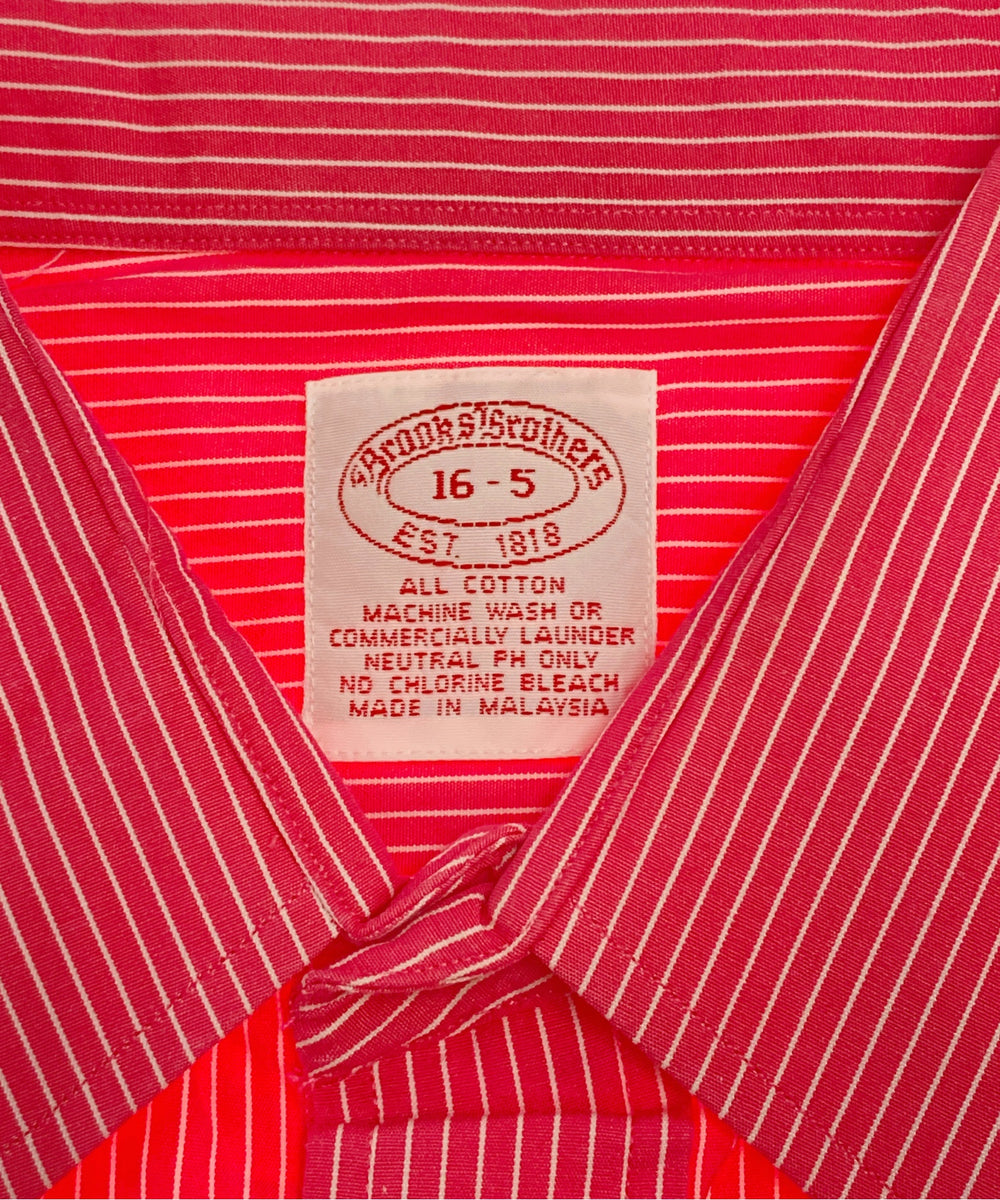 Brooks Brothers
16 - 5
EST. 1818
ALL COTTON
MACHINE WASH OR
COMMERCIALLY LAUNDER
NEUTRAL PH ONLY
NO CHLORINE BLEACH
MADE IN MALAYSIA